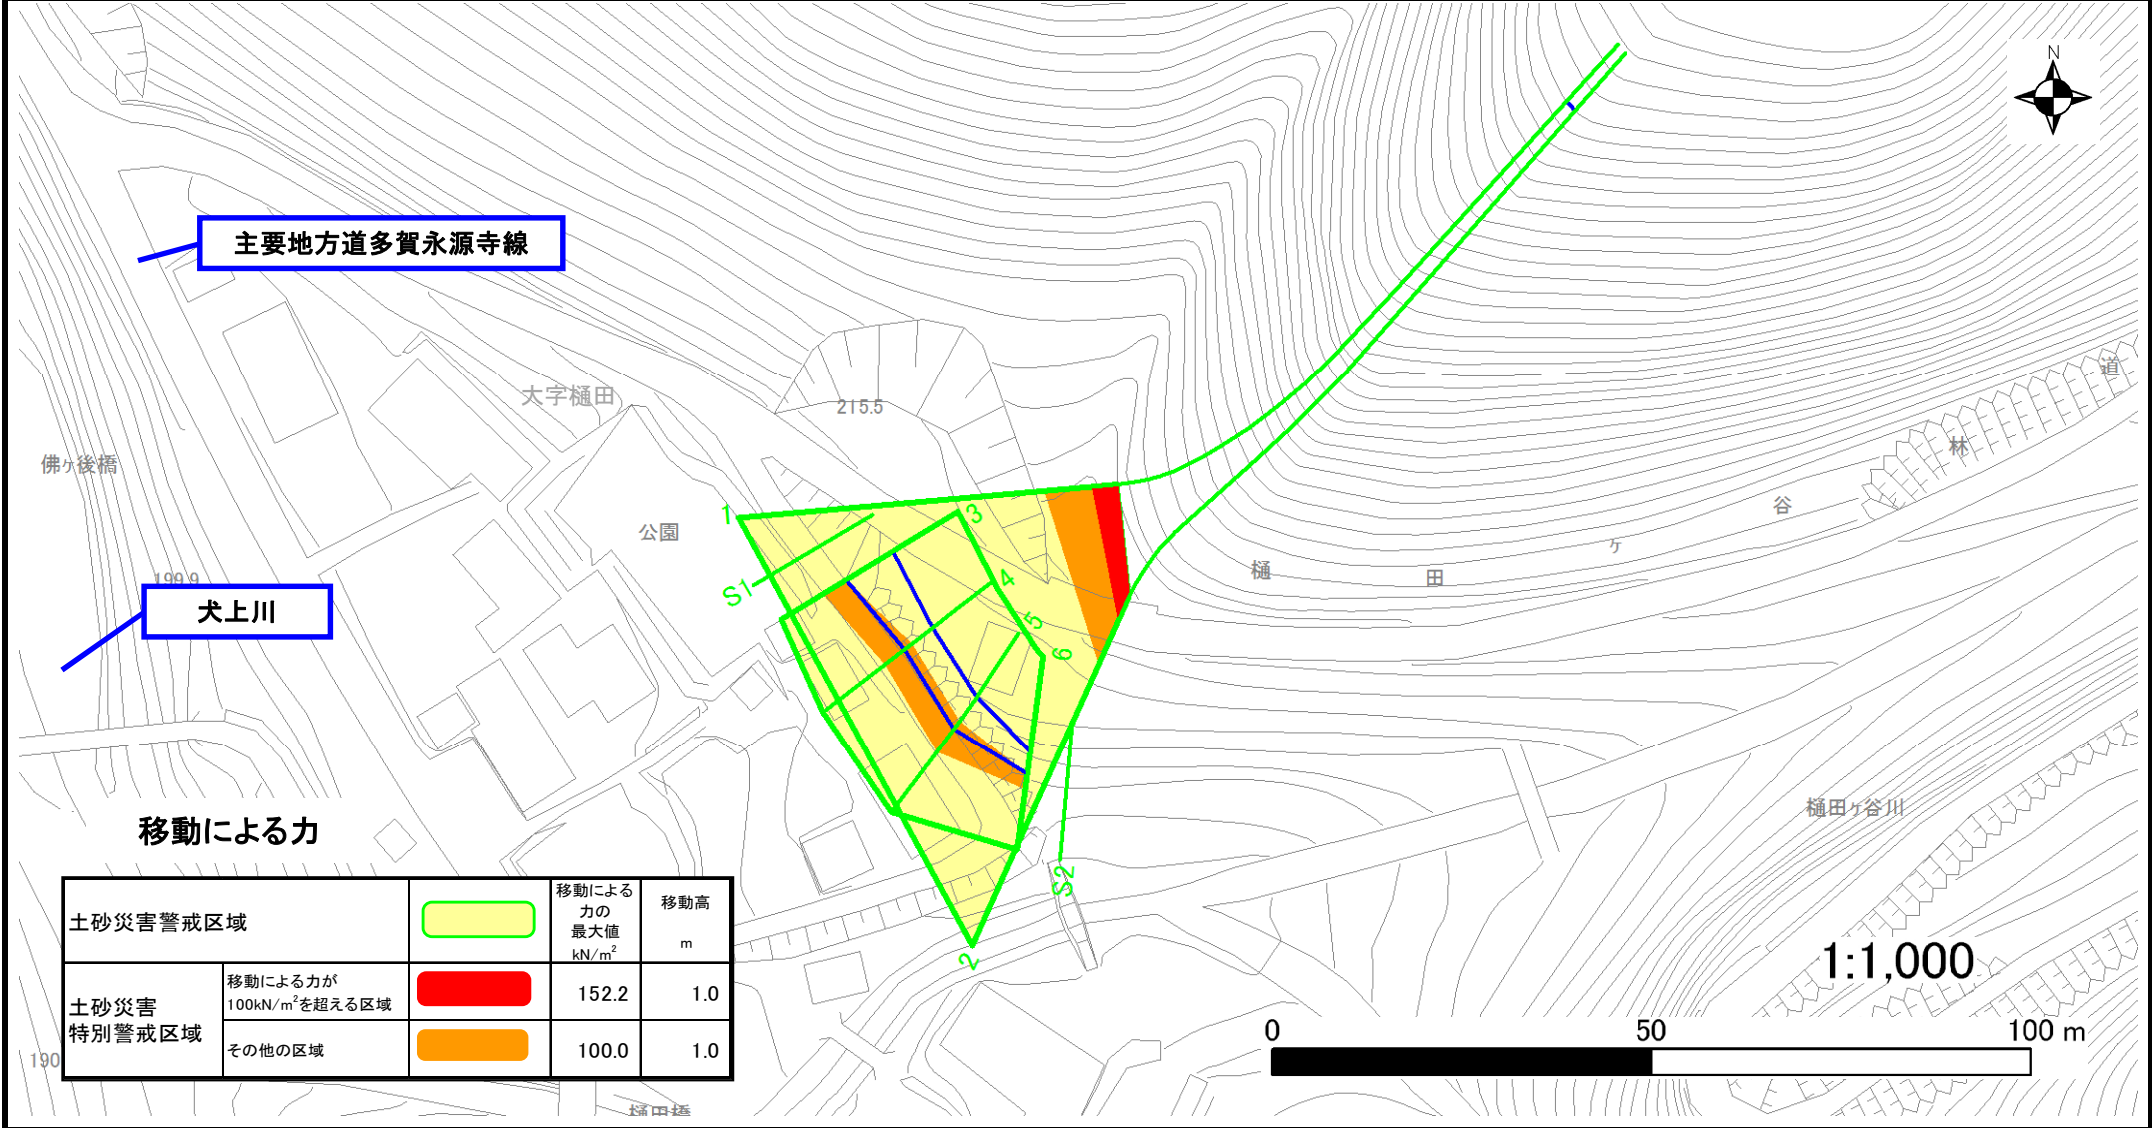 N
主要地方道多賀永源寺線
215.5
大字樋田
道
林
佛ヶ後橋
谷
1
3
公園
ヶ
樋
田
199.9
4
S1
犬上川
5
6
樋田ヶ谷川
移動による力
S2
2
土砂災害警戒区域
移動による
力の
最大値
kN/m²
移動高
m
土砂災害
特別警戒区域
移動による力が
100kN/m²を超える区域
152.2
1.0
その他の区域
100.0
1.0
1:1,000
0
50
100 m
190
樋田橋